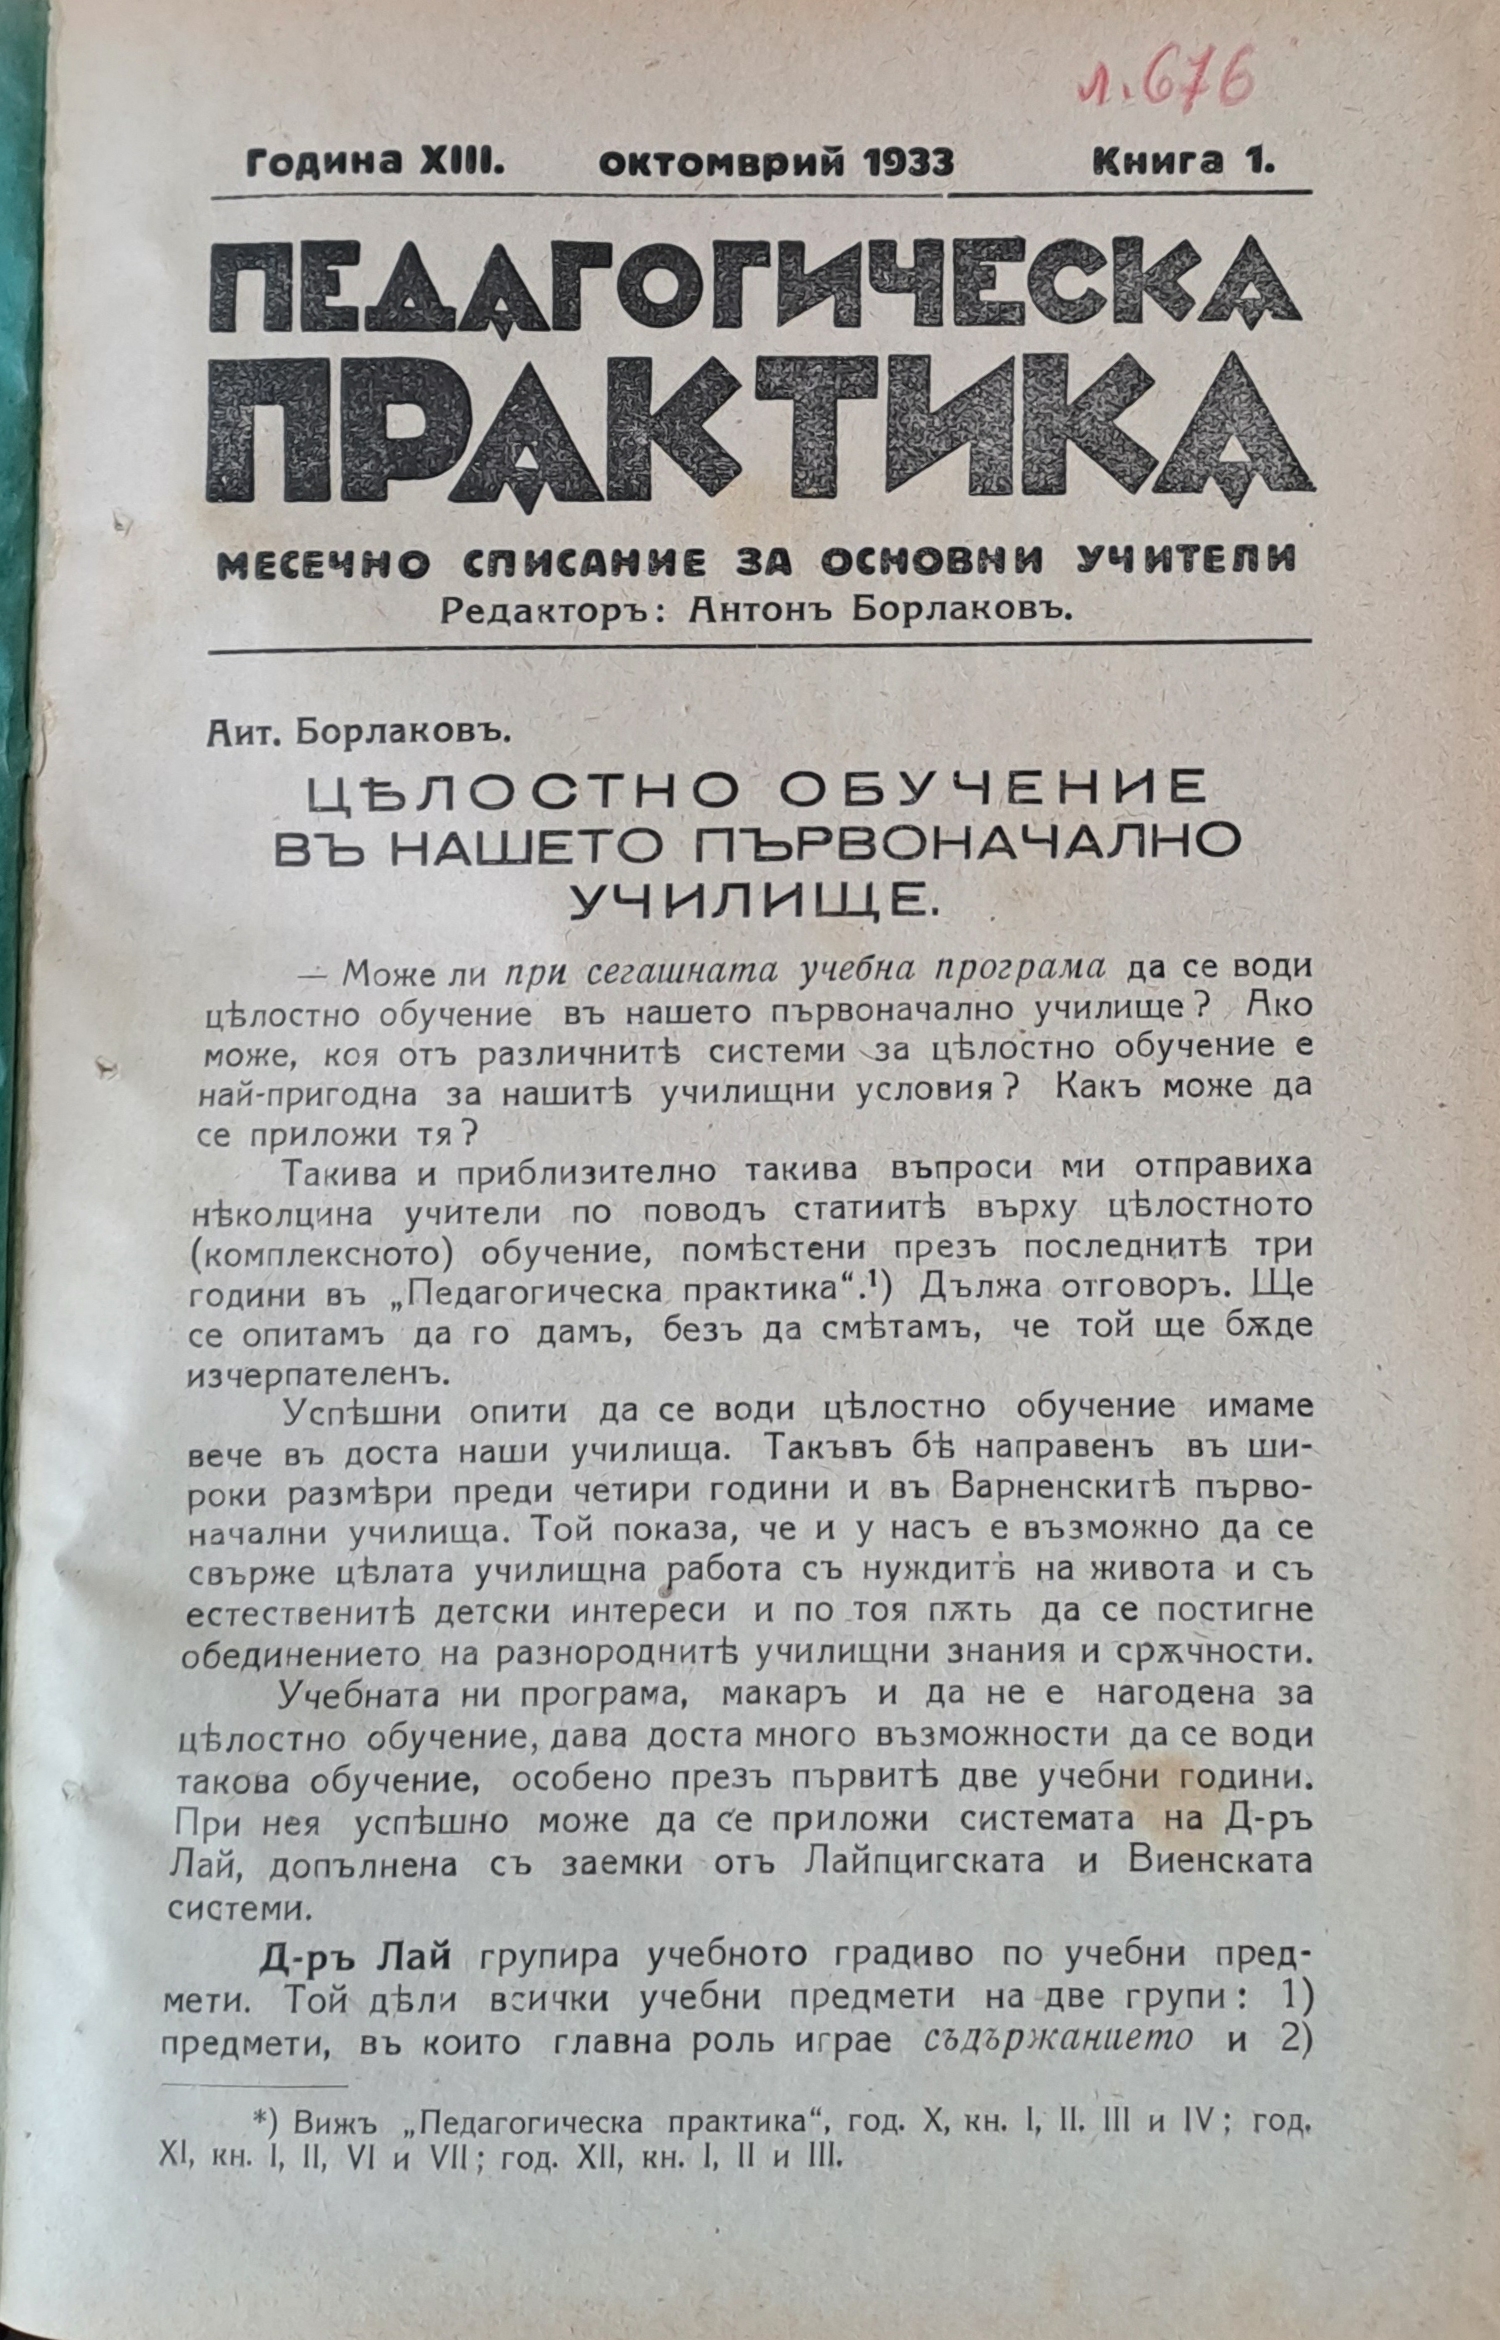 л. 676
Година XIII. октомврий 1933 Книга 1.
ПЕДАГОГИЧЕСКА
ПРАКТИКА
МЕСЕЧНО СПИСАНИЕ ЗА ОСНОВНИ УЧИТЕЛИ
Редакторъ: Антонъ Борлаковъ.
Аит. Борлаковъ.
ЦѢЛОСТНО ОБУЧЕНИЕ
ВЪ НАШЕТО ПЪРВОНАЧАЛНО
УЧИЛИЩЕ.
— Може ли при сегашната учебна програма да се води
цѣлостно обучение въ нашето първоначално училище? Ако
може, коя отъ различнитѣ системи за цѣлостно обучение е
най-пригодна за нашитѣ училищни условия? Какъ може да
се приложи тя?
Такива и приблизително такива въпроси ми отправиха
нѣколцина учители по поводъ статиитѣ върху цѣлостното
(комплексното) обучение, помѣстени презъ последнитѣ три
години въ „Педагогическа практика“.¹) Дължа отговоръ. Ще
се опитамъ да го дамъ, безъ да смѣтамъ, че той ще бѫде
изчерпателенъ.
Успѣшни опити да се води цѣлостно обучение имаме
вече въ доста наши училища. Такъвъ бѣ направенъ въ ши-
роки размѣри преди четири години и въ Варненскитѣ първо-
начални училища. Той показа, че и у насъ е възможно да се
свърже цѣлата училищна работа съ нуждитѣ на живота и съ
естественитѣ детски интереси и по тоя пѫть да се постигне
обединението на разнороднитѣ училищни знания и срѫчности.
Учебната ни програма, макаръ и да не е нагодена за
цѣлостно обучение, дава доста много възможности да се води
такова обучение, особено презъ първитѣ две учебни години.
При нея успѣшно може да се приложи системата на Д-ръ
Лай, допълнена съ заемки отъ Лайпцигската и Виенската
системи.
Д-ръ Лай групира учебното градиво по учебни пред-
мети. Той дѣли всички учебни предмети на две групи: 1)
предмети, въ които главна роль играе съдържанието и 2)
*) Вижъ „Педагогическа практика“, год. X, кн. I, II. III и IV; год.
XI, кн. I, II, VI и VII; год. XII, кн. I, II и III.